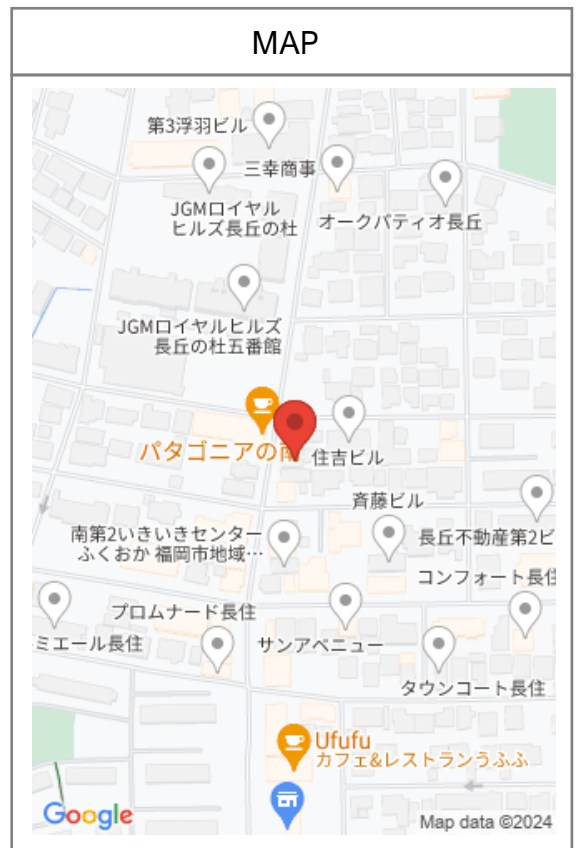 MAP
第3浮羽ビル
三幸商事
JGMロイヤル
ヒルズ長丘の杜
オークパティオ長丘
JGMロイヤルヒルズ
長丘の杜五番館
パタゴニアの南
住吉ビル
斉藤ビル
南第2いきいきセンター
ふくおか 福岡市地域…
長丘不動産第2ビ
コンフォート長住
プロムナード長住
ミエール長住
サンアベニュー
タウンコート長住
Ufufu
カフェ&レストランうふふ
Google
Map data ©2024